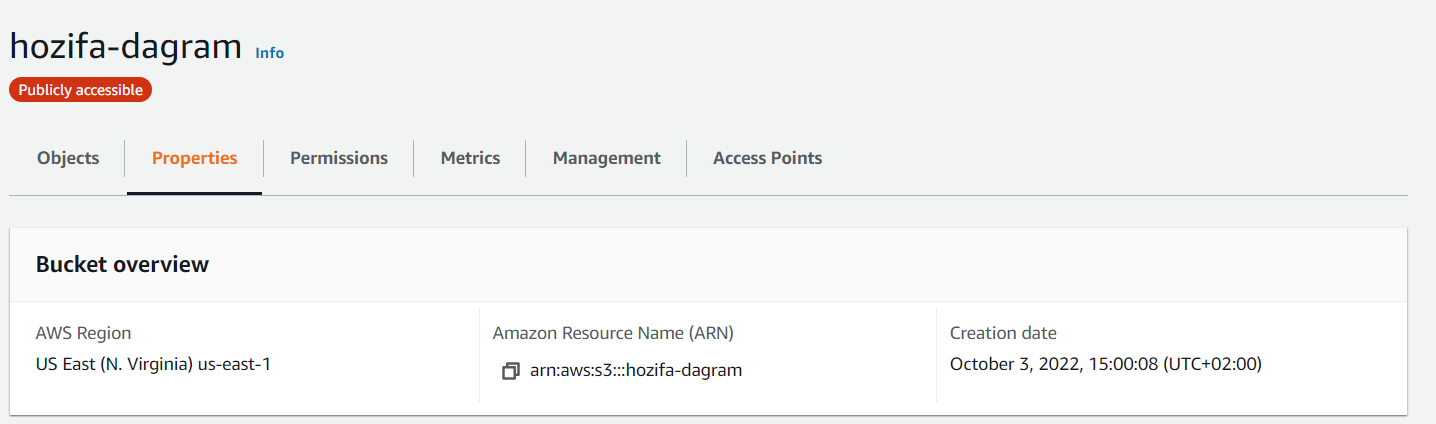 hozifa-dagram Info
Publicly accessible
Objects Properties Permissions Metrics Management Access Points
Bucket overview
AWS Region
US East (N. Virginia) us-east-1
Amazon Resource Name (ARN)
arn:aws:s3:::hozifa-dagram
Creation date
October 3, 2022, 15:00:08 (UTC+02:00)